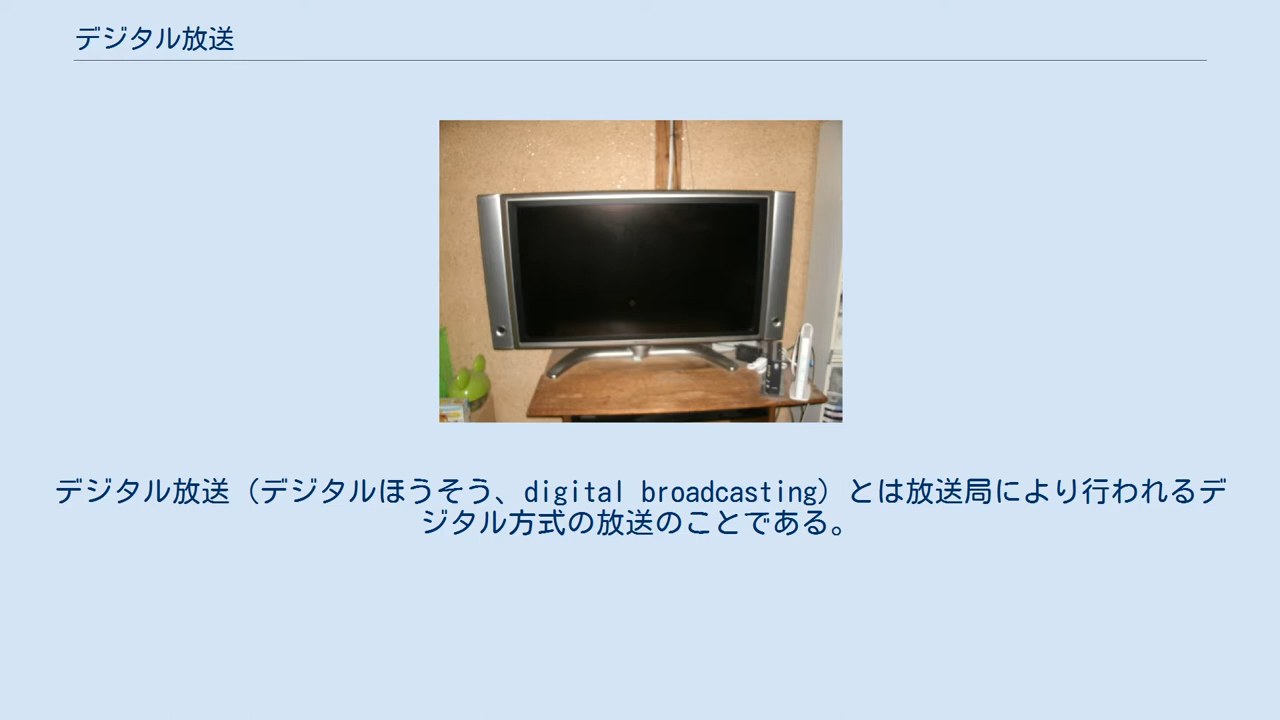 デジタル放送
デジタル放送（デジタルほうそう、digital broadcasting）とは放送局により行われるデ
ジタル方式の放送のことである。